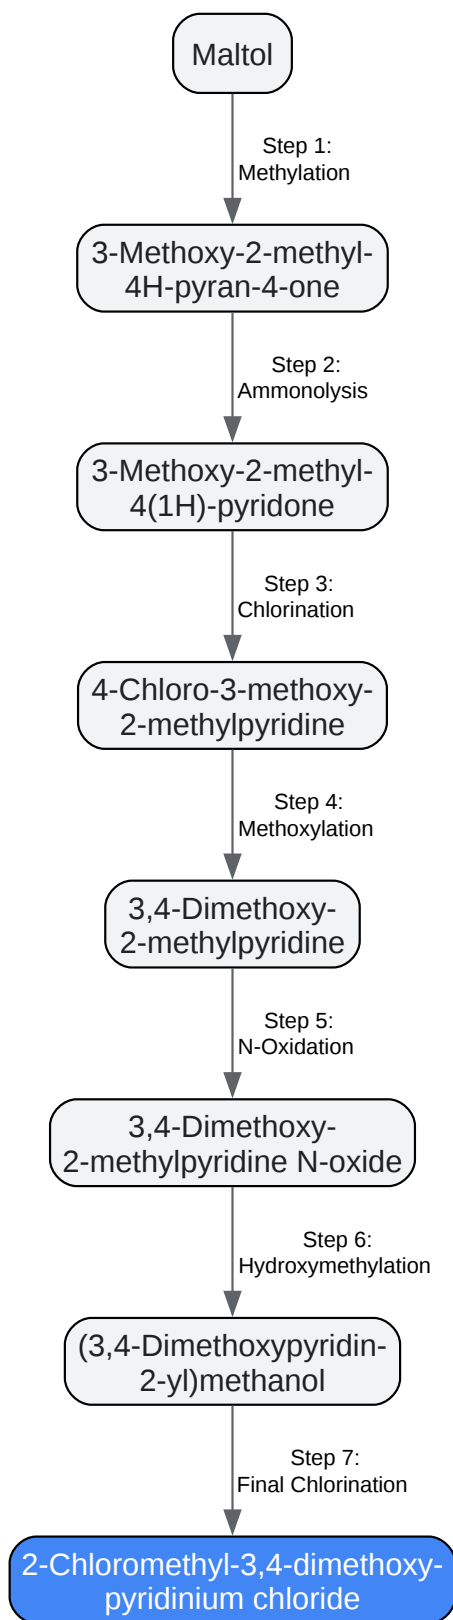 Maltol
Step 1:
Methylation
3-Methoxy-2-methyl-
4H-pyran-4-one
Step 2:
Ammonolysis
3-Methoxy-2-methyl-
4(1H)-pyridone
Step 3:
Chlorination
4-Chloro-3-methoxy-
2-methylpyridine
Step 4:
Methoxylation
3,4-Dimethoxy-
2-methylpyridine
Step 5:
N-Oxidation
3,4-Dimethoxy-
2-methylpyridine N-oxide
Step 6:
Hydroxymethylation
(3,4-Dimethoxypyridin-
2-yl)methanol
Step 7:
Final Chlorination
2-Chloromethyl-3,4-dimethoxy-
pyridinium chloride